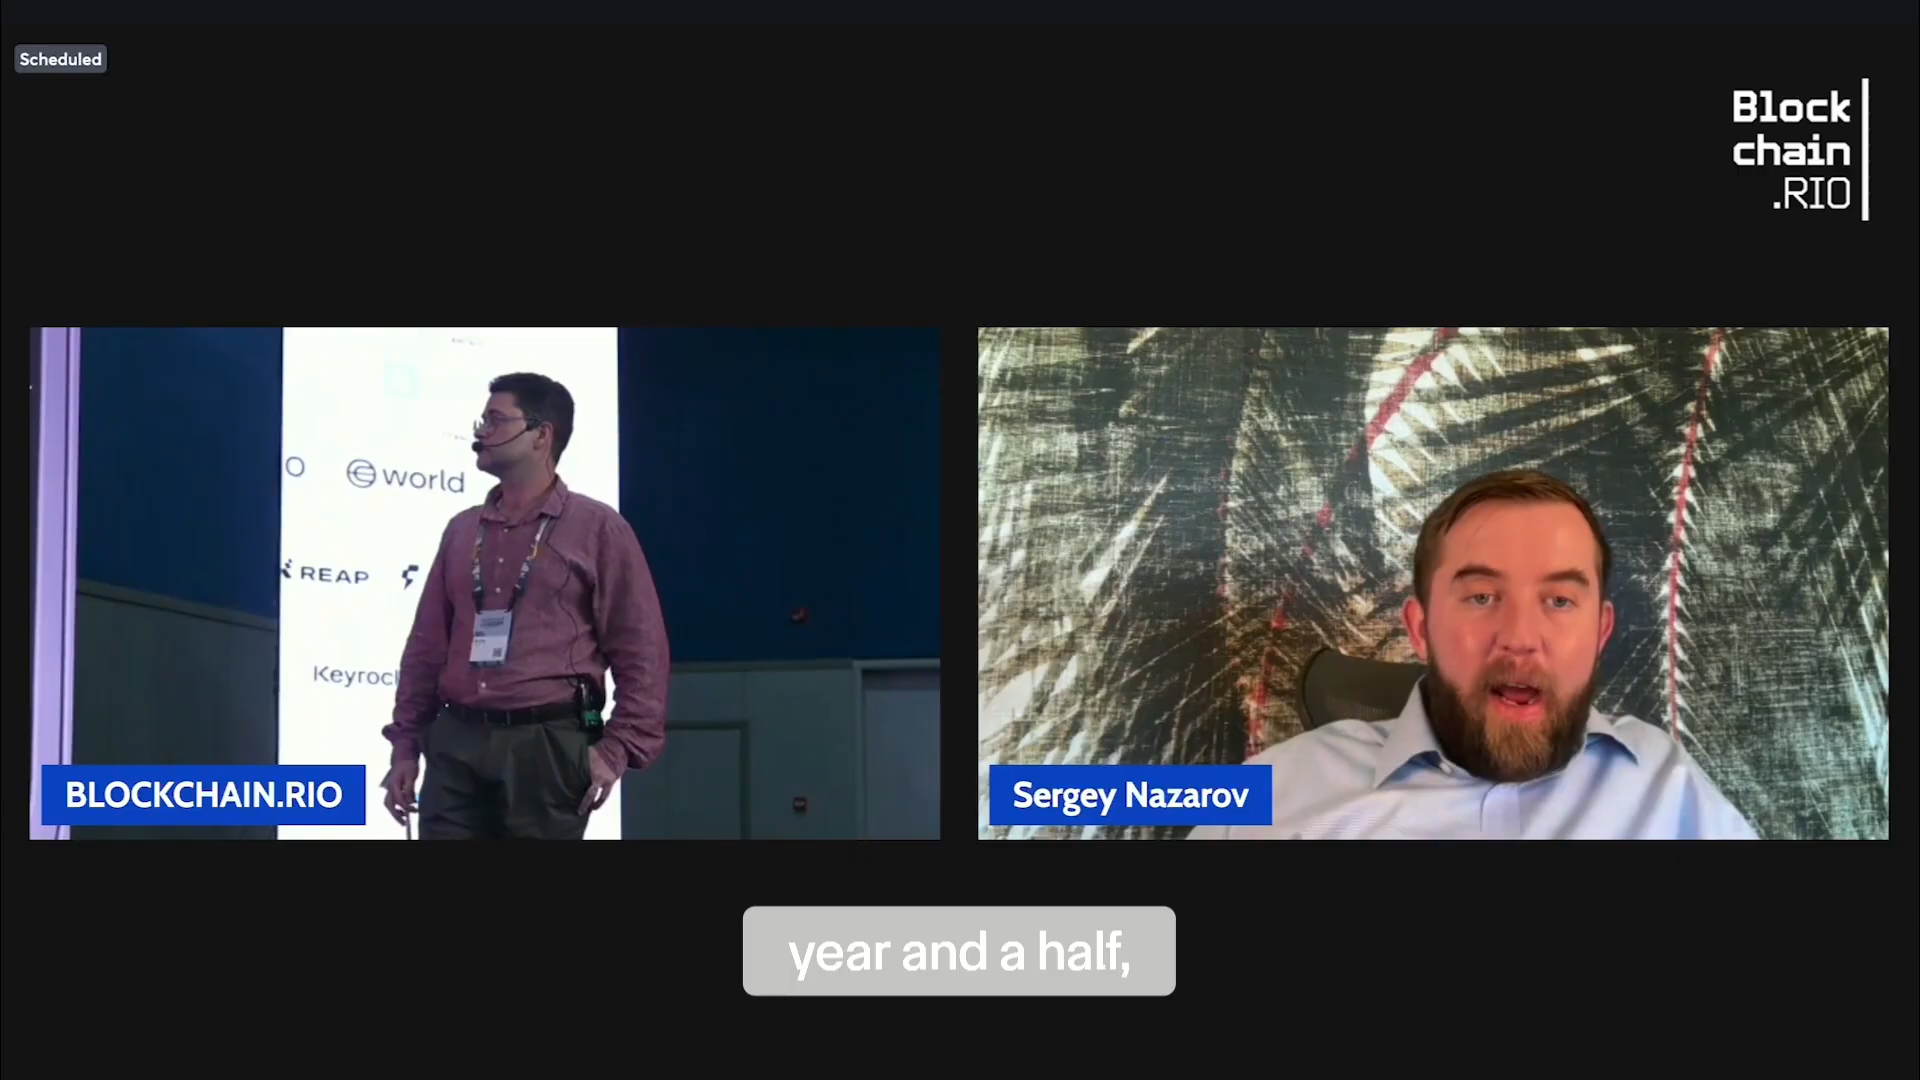 Scheduled
Block
chain
.RIO
world
REAP
Keyroc
BLOCKCHAIN.RIO
Sergey Nazarov
year and a half,